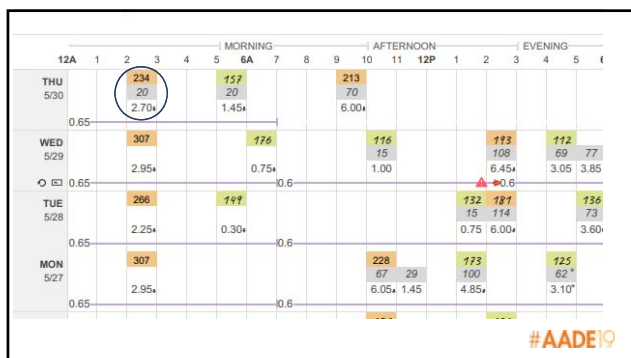 MORNING AFTERNOON EVENING
12A 1 2 3 4 5 6A 7 8 9 10 11 12P 1 2 3 4 5
THU 234 157 213
5/30 20 20 70
2.70 1.45 6.00
0.65
WED 307 176 116 193 112
5/29 15 108 69 77
2.95 0.75 1.00 6.45 3.05 3.85
0.65 0.6 0.6
TUE 266 149 132 181 136
5/28 15 114 73
2.25 0.30 0.75 6.00 3.60
0.65 0.6
MON 307 228 173 125
5/27 67 29 100 62*
2.95 6.05 1.45 4.85 3.10*
0.65 0.6
#AADE19